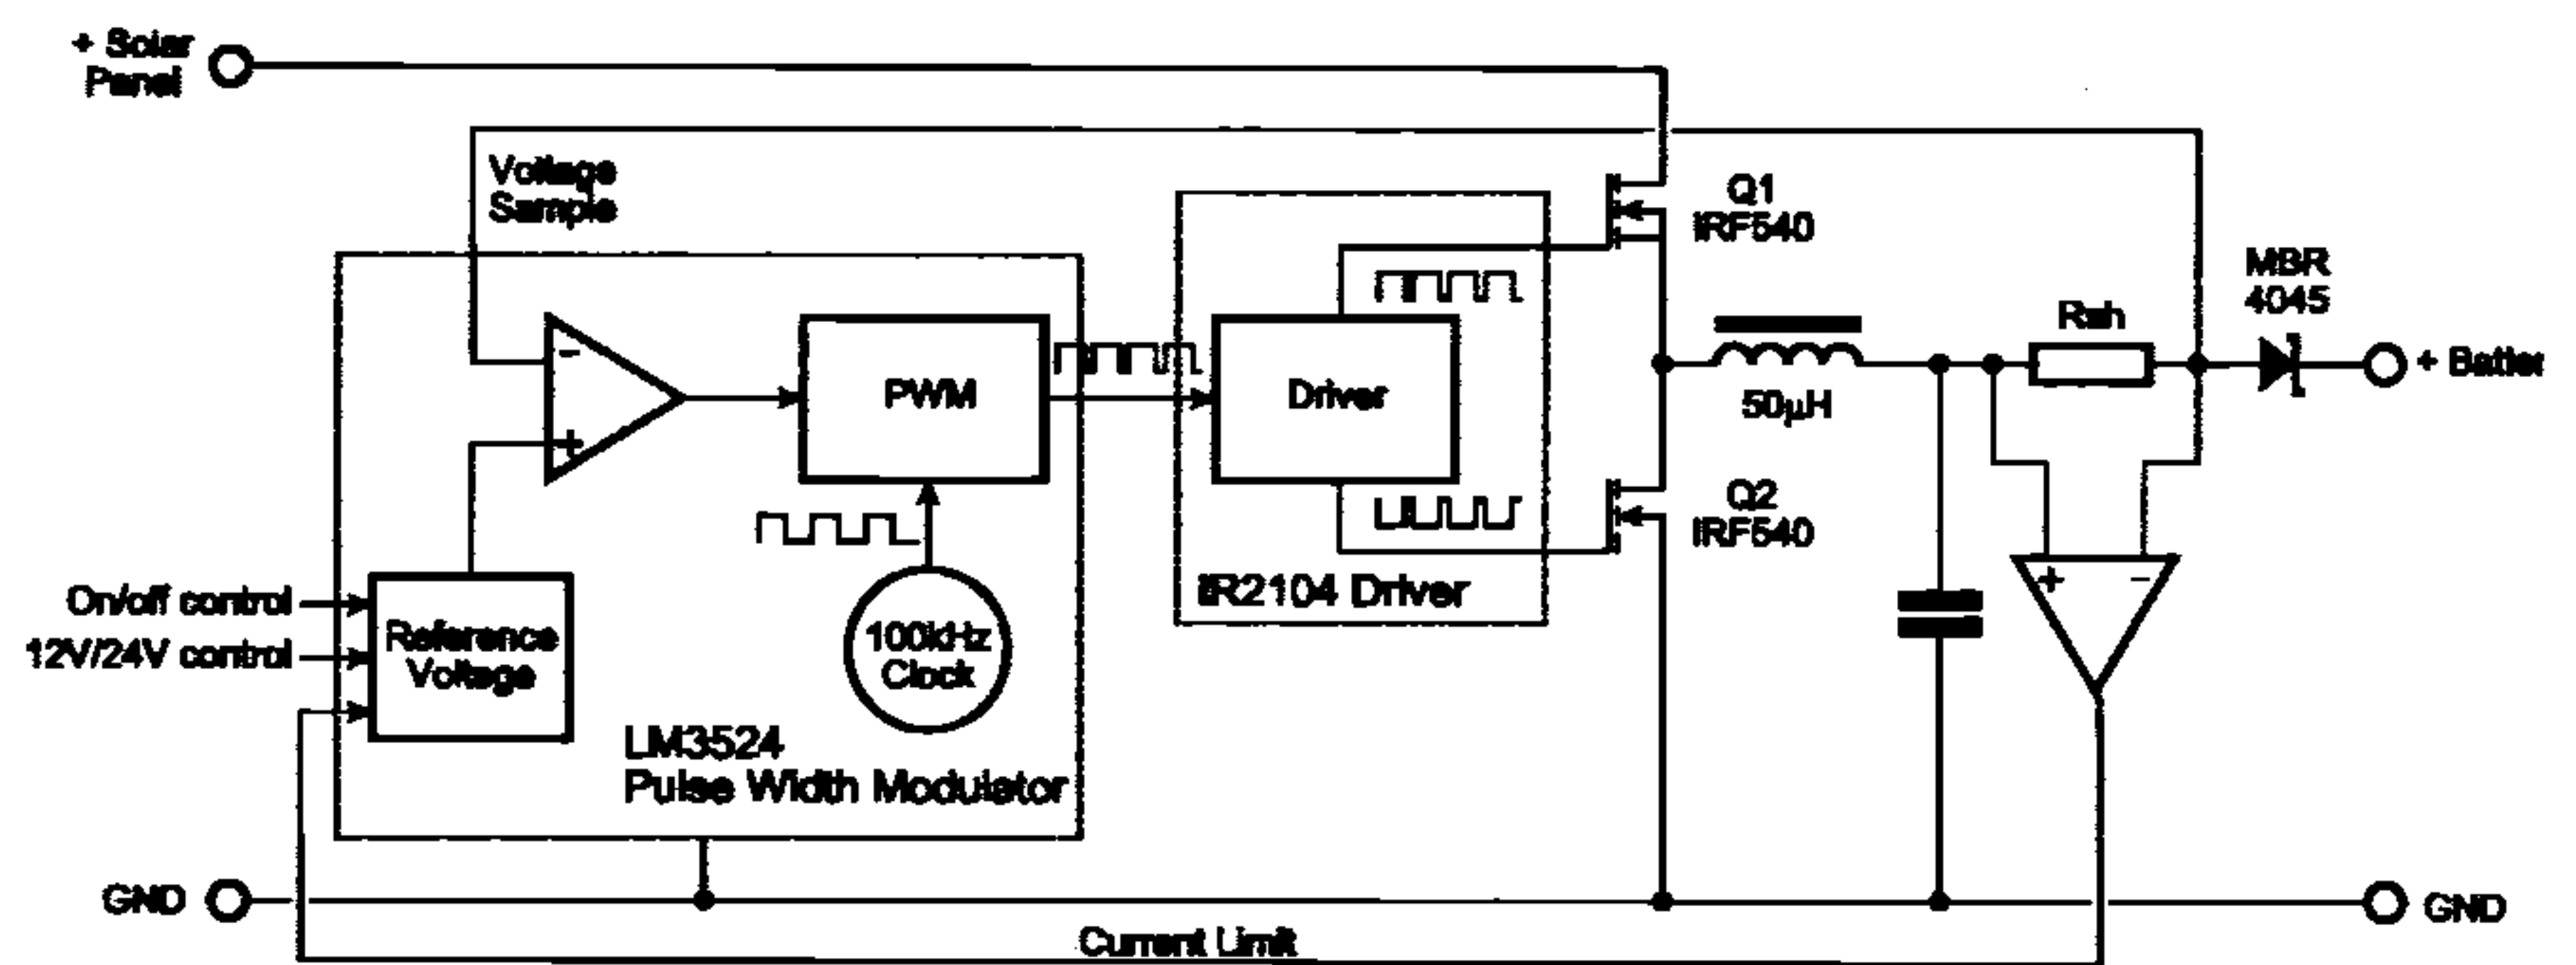 + Solar
Panel
Voltage
Sample
Q1
IRF540
MBR
4045
Rsh
+ Batter
-
PWM
Driver
50µH
+
Q2
IRF540
IR2104 Driver
+
-
On/off control
12V/24V control
Reference
Voltage
100kHz
Clock
LM3524
Pulse Width Modulator
GND
GND
Current Limit